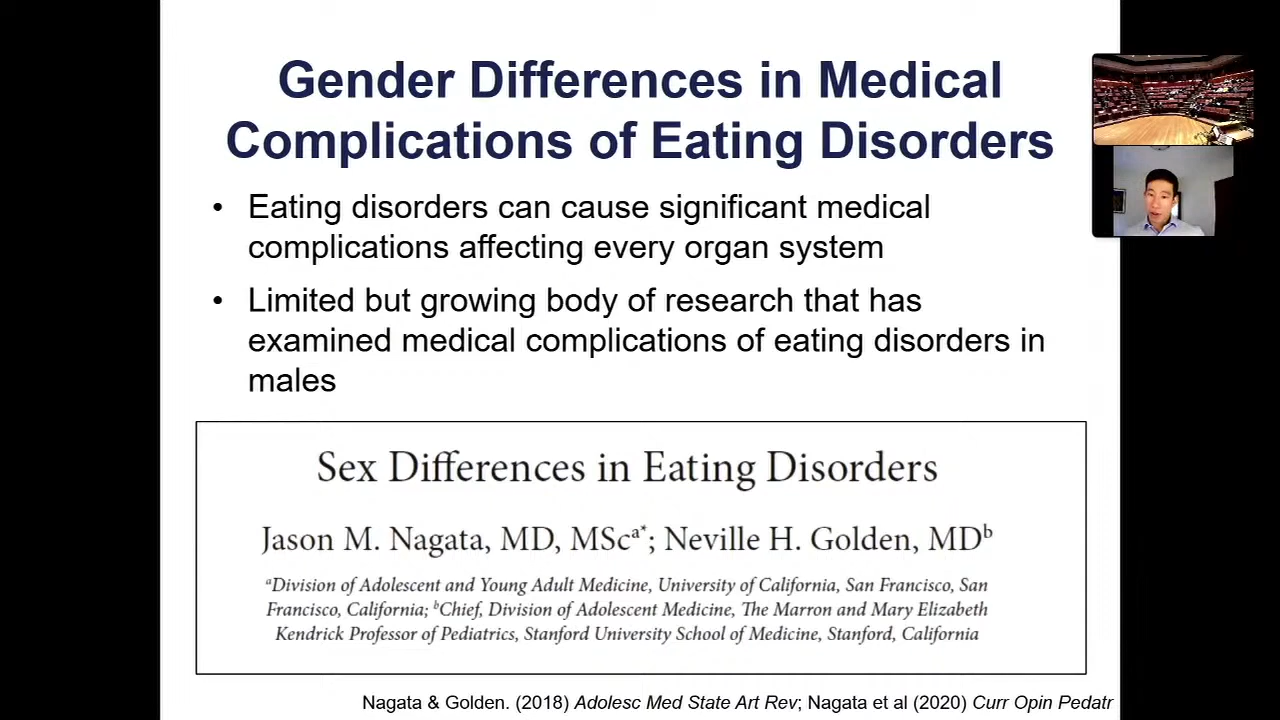 Gender Differences in Medical
Complications of Eating Disorders
• Eating disorders can cause significant medical
complications affecting every organ system
• Limited but growing body of research that has
examined medical complications of eating disorders in
males
Sex Differences in Eating Disorders
Jason M. Nagata, MD, MScᵃ*; Neville H. Golden, MDᵇ
ᵃDivision of Adolescent and Young Adult Medicine, University of California, San Francisco, San
Francisco, California; ᵇChief, Division of Adolescent Medicine, The Marron and Mary Elizabeth
Kendrick Professor of Pediatrics, Stanford University School of Medicine, Stanford, California
Nagata & Golden. (2018) Adolesc Med State Art Rev; Nagata et al (2020) Curr Opin Pedatr